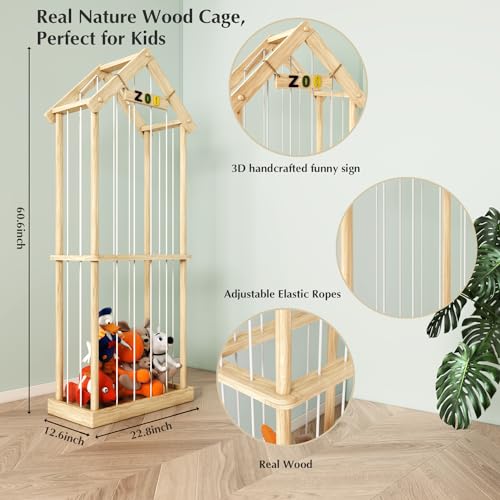 Real Nature Wood Cage,
Perfect for Kids
ZOO
ZOO
3D handcrafted funny sign
60.6inch
Adjustable Elastic Ropes
12.6inch
22.8inch
Real Wood